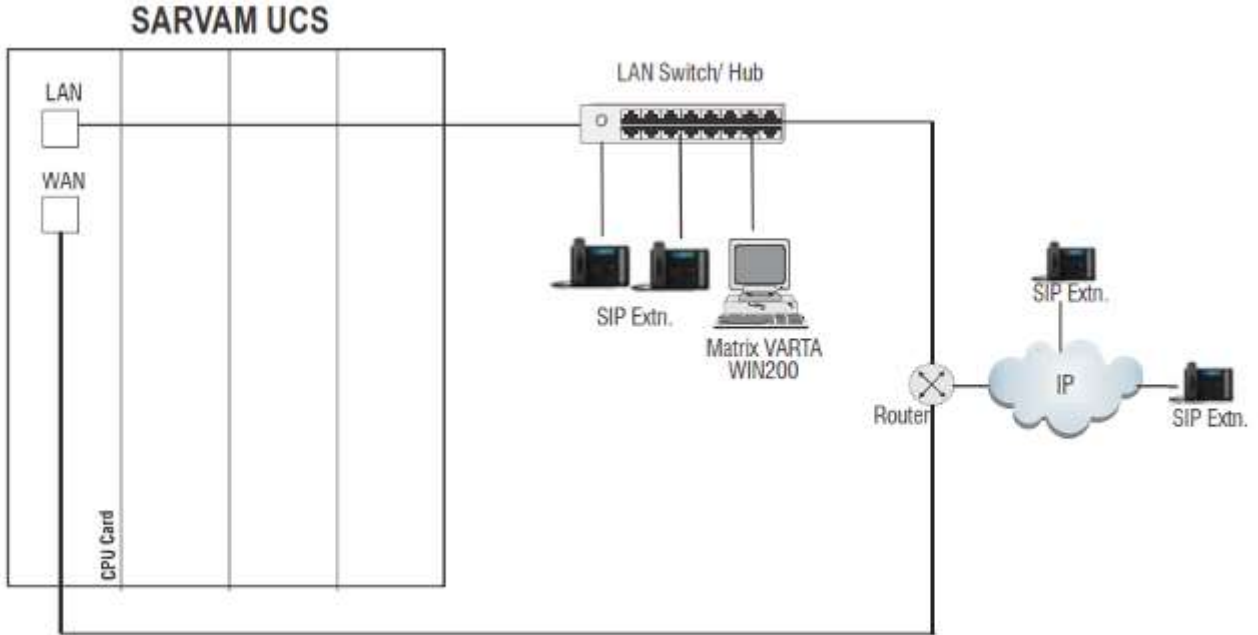 SARVAM UCS
LAN
WAN
CPU Card
LAN Switch/ Hub
SIP Extn.
Matrix VARTA
WIN200
Router
IP
SIP Extn.
SIP Extn.